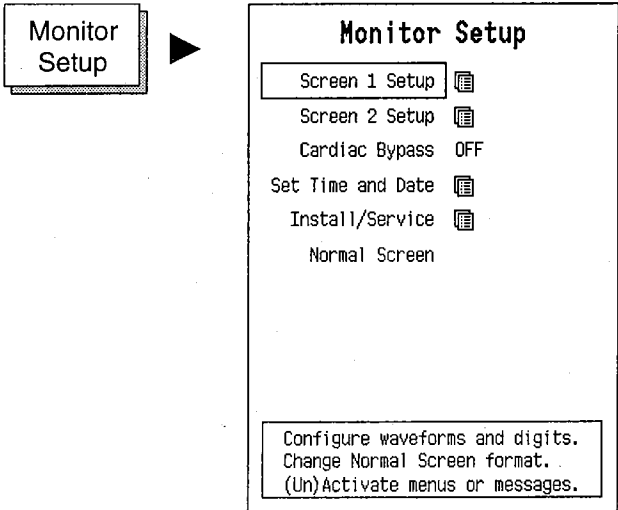 Monitor
Setup
Monitor Setup
Screen 1 Setup
Screen 2 Setup
Cardiac Bypass OFF
Set Time and Date
Install/Service
Normal Screen
Configure waveforms and digits.
Change Normal Screen format.
(Un)Activate menus or messages.